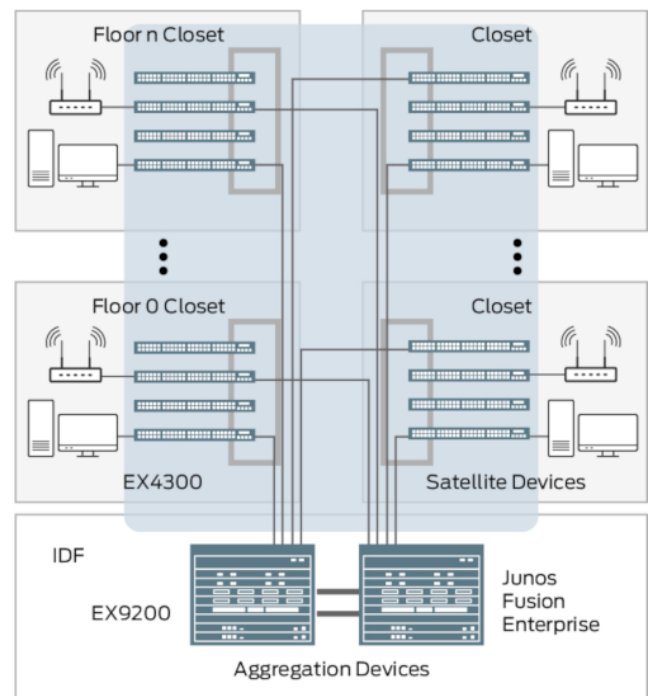 Floor n Closet
Closet
Floor 0 Closet
Closet
EX4300
Satellite Devices
IDF
EX9200
Junos
Fusion
Enterprise
Aggregation Devices